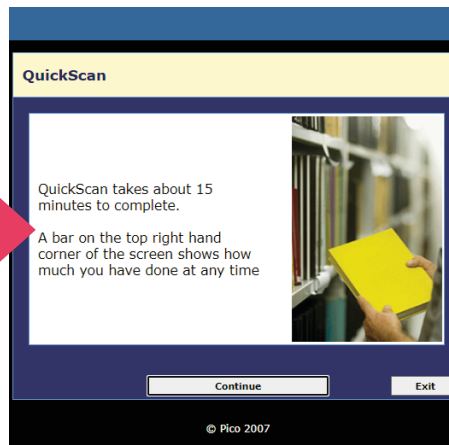 QuickScan
QuickScan takes about 15
minutes to complete.
A bar on the top right hand
corner of the screen shows how
much you have done at any time
Continue
Exit
© Pico 2007